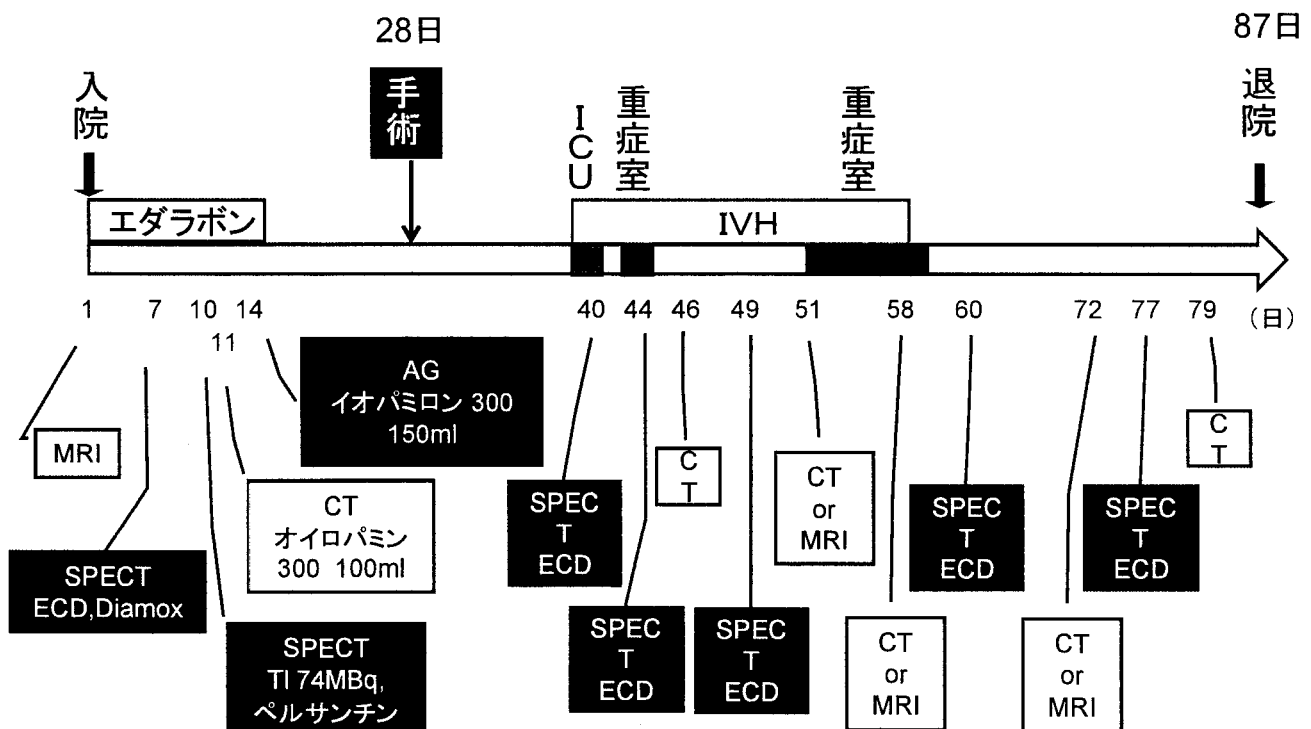 28日
87日
入院
手術
ICU
重症室
重症室
退院
エダラボン
IVH
1 7 10 11 14 40 44 46 49 51 58 60 72 77 79 (日)
MRI
SPECT
ECD,Diamox
SPECT
Tl 74MBq,
ペルサンチン
CT
オイロパミン
300 100ml
AG
イオパミロン 300
150ml
SPEC
T
ECD
SPEC
T
ECD
C
T
SPEC
T
ECD
CT
or
MRI
CT
or
MRI
SPEC
T
ECD
CT
or
MRI
SPEC
T
ECD
C
T